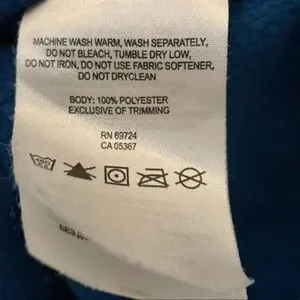 MACHINE WASH WARM, WASH SEPARATELY,
DO NOT BLEACH, TUMBLE DRY LOW,
DO NOT IRON, DO NOT USE FABRIC SOFTENER,
DO NOT DRYCLEAN
BODY: 100% POLYESTER
EXCLUSIVE OF TRIMMING
RN 69724
CA 05367